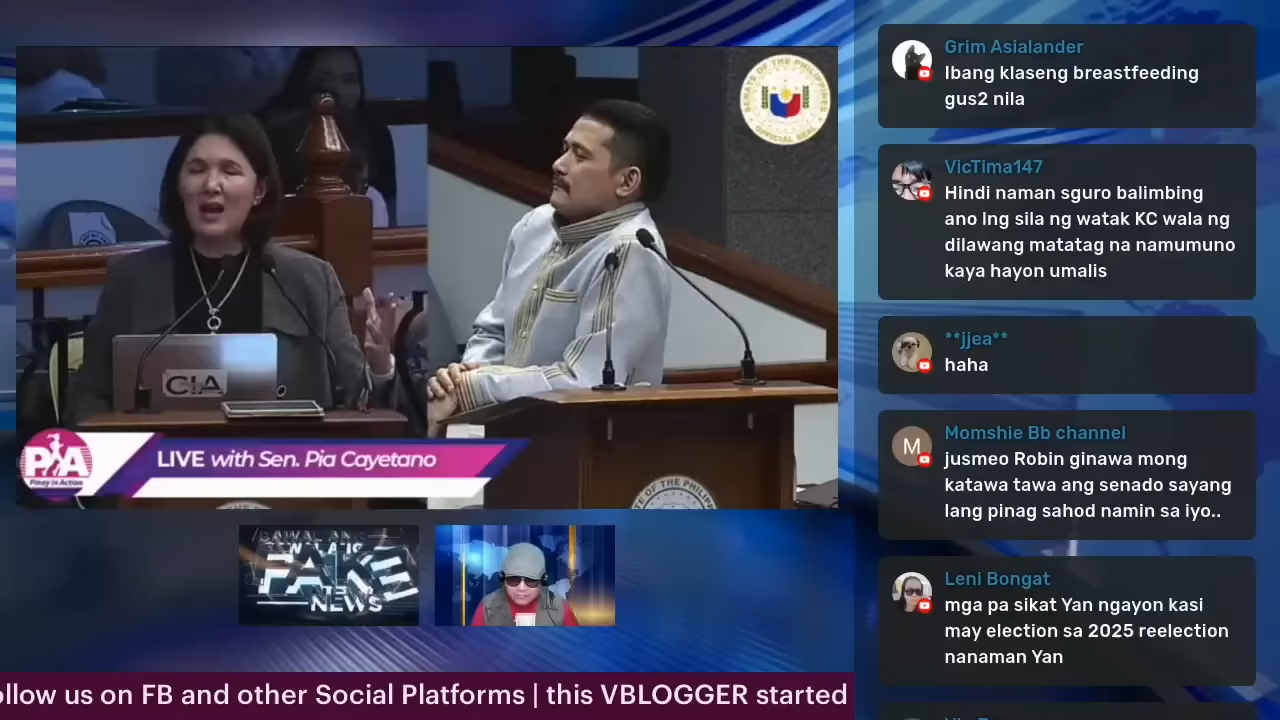 SENATE OF THE PHILIPPINES
OFFICIAL SEAL
CIA
PIA
Pinay in Action
LIVE with Sen. Pia Cayetano
FAKE
NEWS
ollow us on FB and other Social Platforms | this VBLOGGER started
Grim Asialander
Ibang klaseng breastfeeding
gus2 nila
VicTima147
Hindi naman sguro balimbing
ano lng sila ng watak KC wala ng
dilawang matatag na namumuno
kaya hayon umalis
**jjea**
haha
M
Momshie Bb channel
jusmeo Robin ginawa mong
katawa tawa ang senado sayang
lang pinag sahod namin sa iyo..
Leni Bongat
mga pa sikat Yan ngayon kasi
may election sa 2025 reelection
nanaman Yan